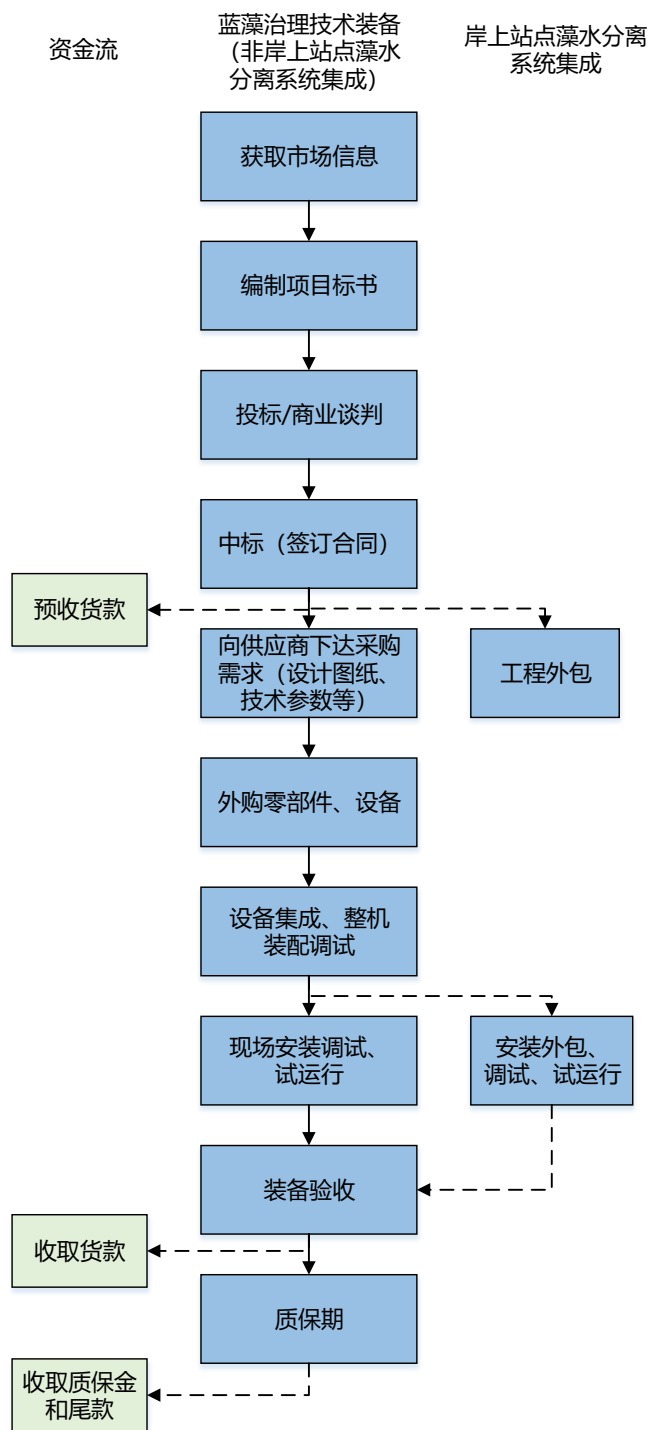 资金流
蓝藻治理技术装备
（非岸上站点藻水
分离系统集成）
岸上站点藻水分离
系统集成
获取市场信息
编制项目标书
投标/商业谈判
中标（签订合同）
预收货款
向供应商下达采购
需求（设计图纸、
技术参数等）
工程外包
外购零部件、设备
设备集成、整机
装配调试
现场安装调试、
试运行
安装外包、
调试、试运行
装备验收
收取货款
质保期
收取质保金
和尾款